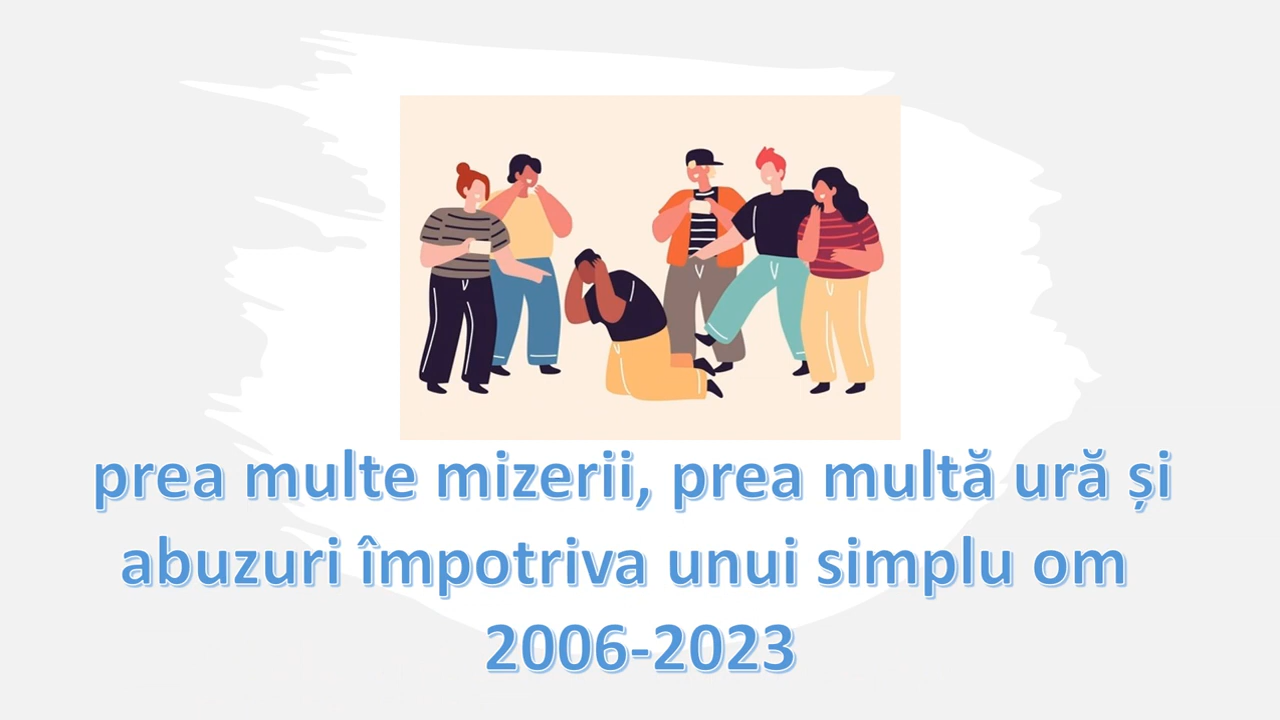 prea multe mizerii, prea multă ură și
abuzuri împotriva unui simplu om
2006-2023